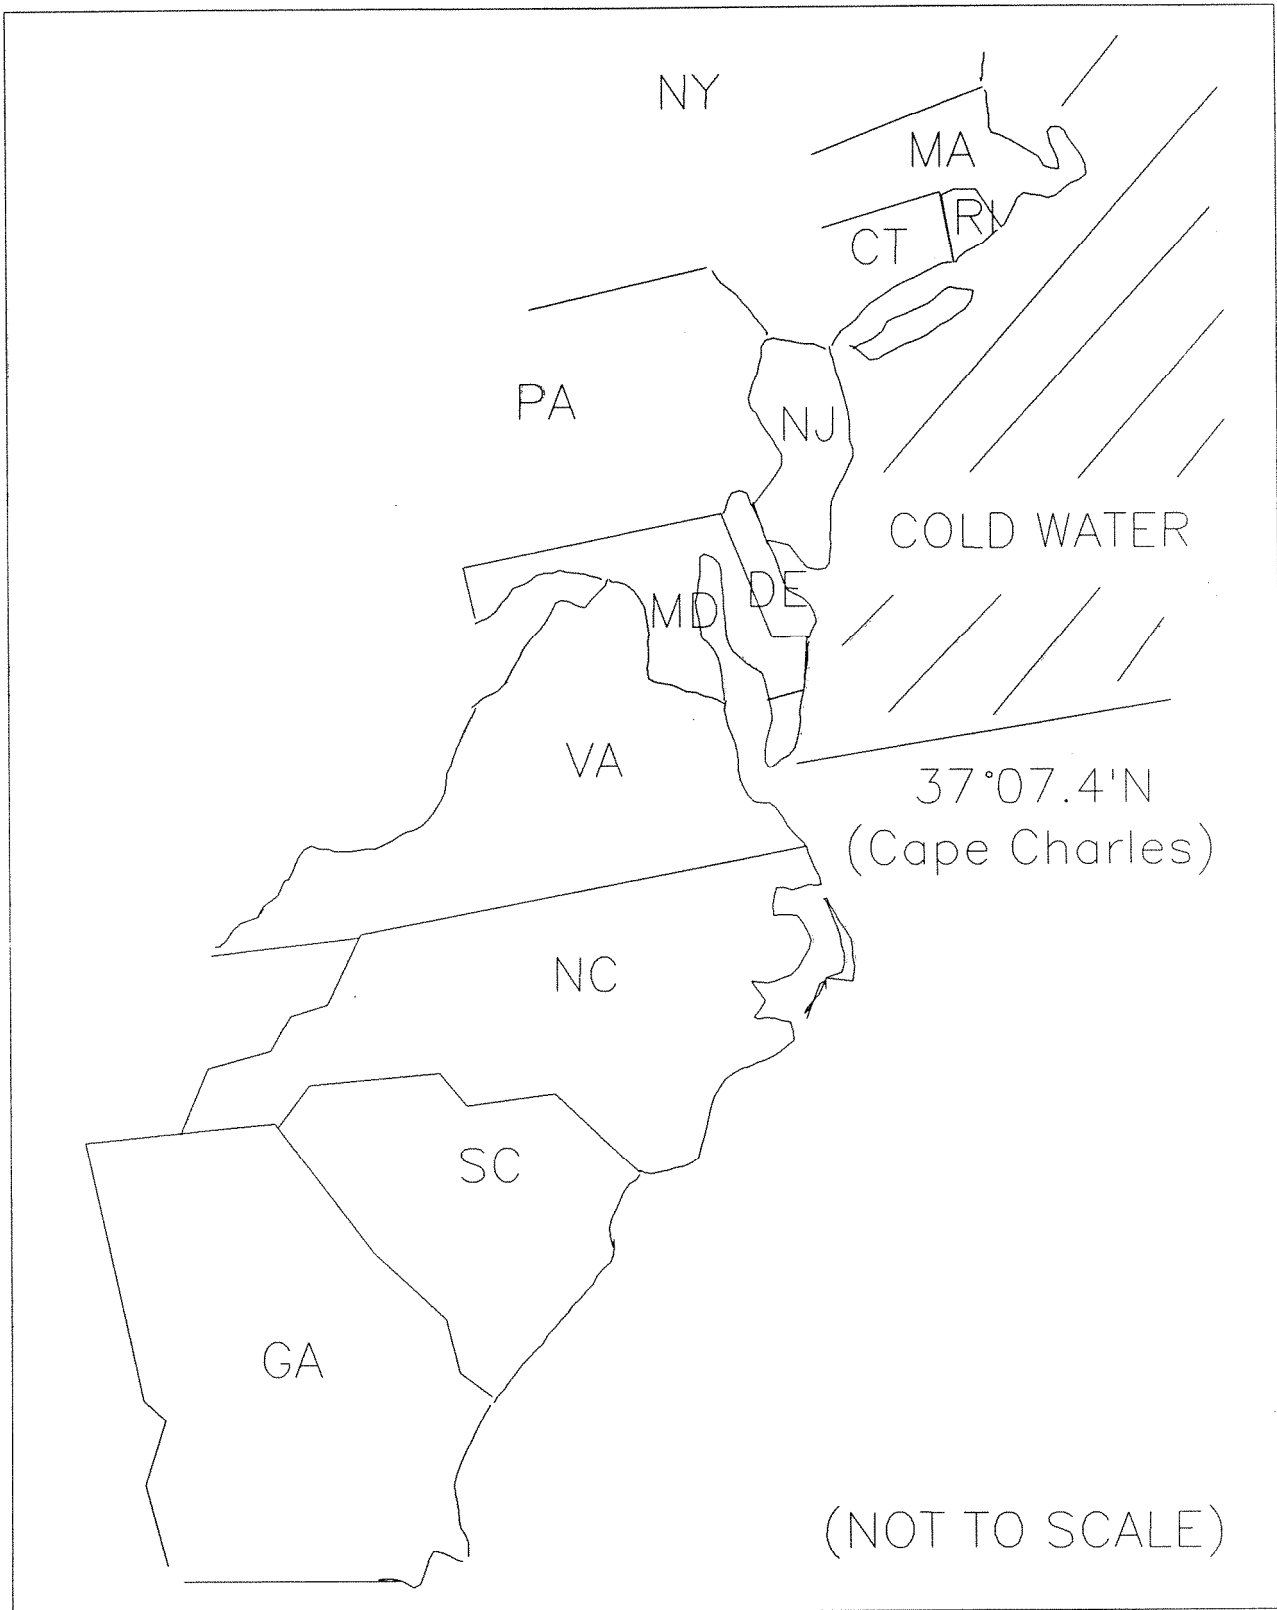 NY
MA
RI
CT
PA
NJ
COLD WATER
DE
MD
VA
37°07.4'N
(Cape Charles)
NC
SC
GA
(NOT TO SCALE)